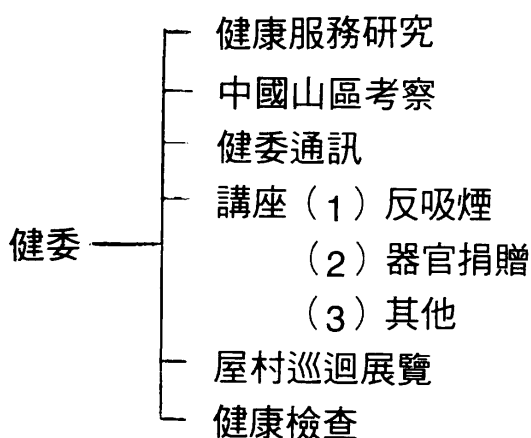 健康服務研究
中國山區考察
健委通訊
講座（1）反吸煙
健委
（2）器官捐贈
（3）其他
屋村巡迴展覽
健康檢查